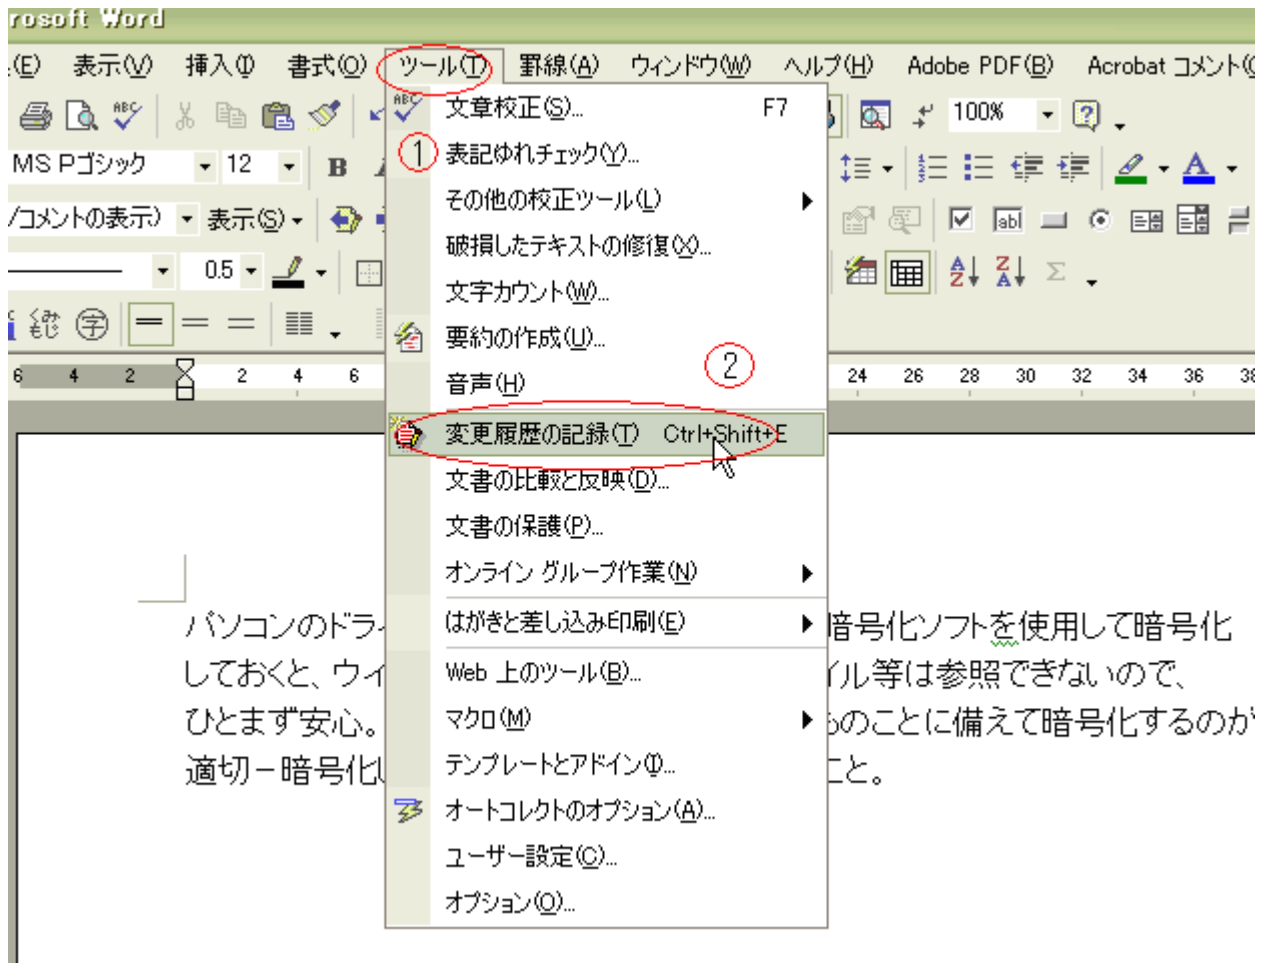 rosoft Word
(E) 表示(V) 挿入(I) 書式(O) ツール(T) 罫線(A) ウィンドウ(W) ヘルプ(H) Adobe PDF(B) Acrobat コメント(
100%
MS Pゴシック 12 B
/コメントの表示) 表示(S)
0.5
6 4 2 2 4 6 24 26 28 30 32 34 36 38
文章校正(S)... F7
① 表記ゆれチェック(Y)...
その他の校正ツール(L)
破損したテキストの修復(X)...
文字カウント(W)...
要約の作成(U)...
音声(H) ②
変更履歴の記録(T) Ctrl+Shift+E
文書の比較と反映(D)...
文書の保護(P)...
オンライン グループ作業(N)
はがきと差し込み印刷(E)
Web 上のツール(B)...
マクロ(M)
テンプレートとアドイン(I)...
オートコレクトのオプション(A)...
ユーザー設定(C)...
オプション(O)...
パソコンのドラ 暗号化ソフトを使用して暗号化
しておくと、ウイ イル等は参照できないので、
ひとまず安心。 のことに備えて暗号化するのが
適切－暗号化 こと。